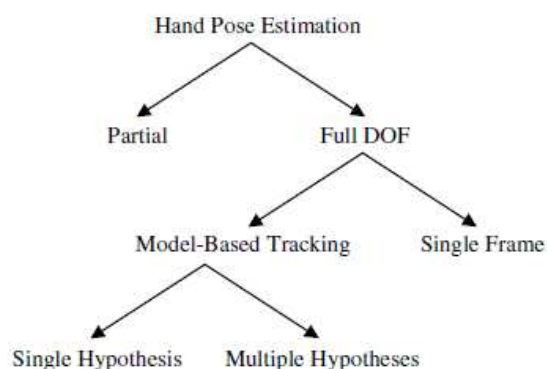 Hand Pose Estimation
Partial
Full DOF
Model-Based Tracking
Single Frame
Single Hypothesis
Multiple Hypotheses